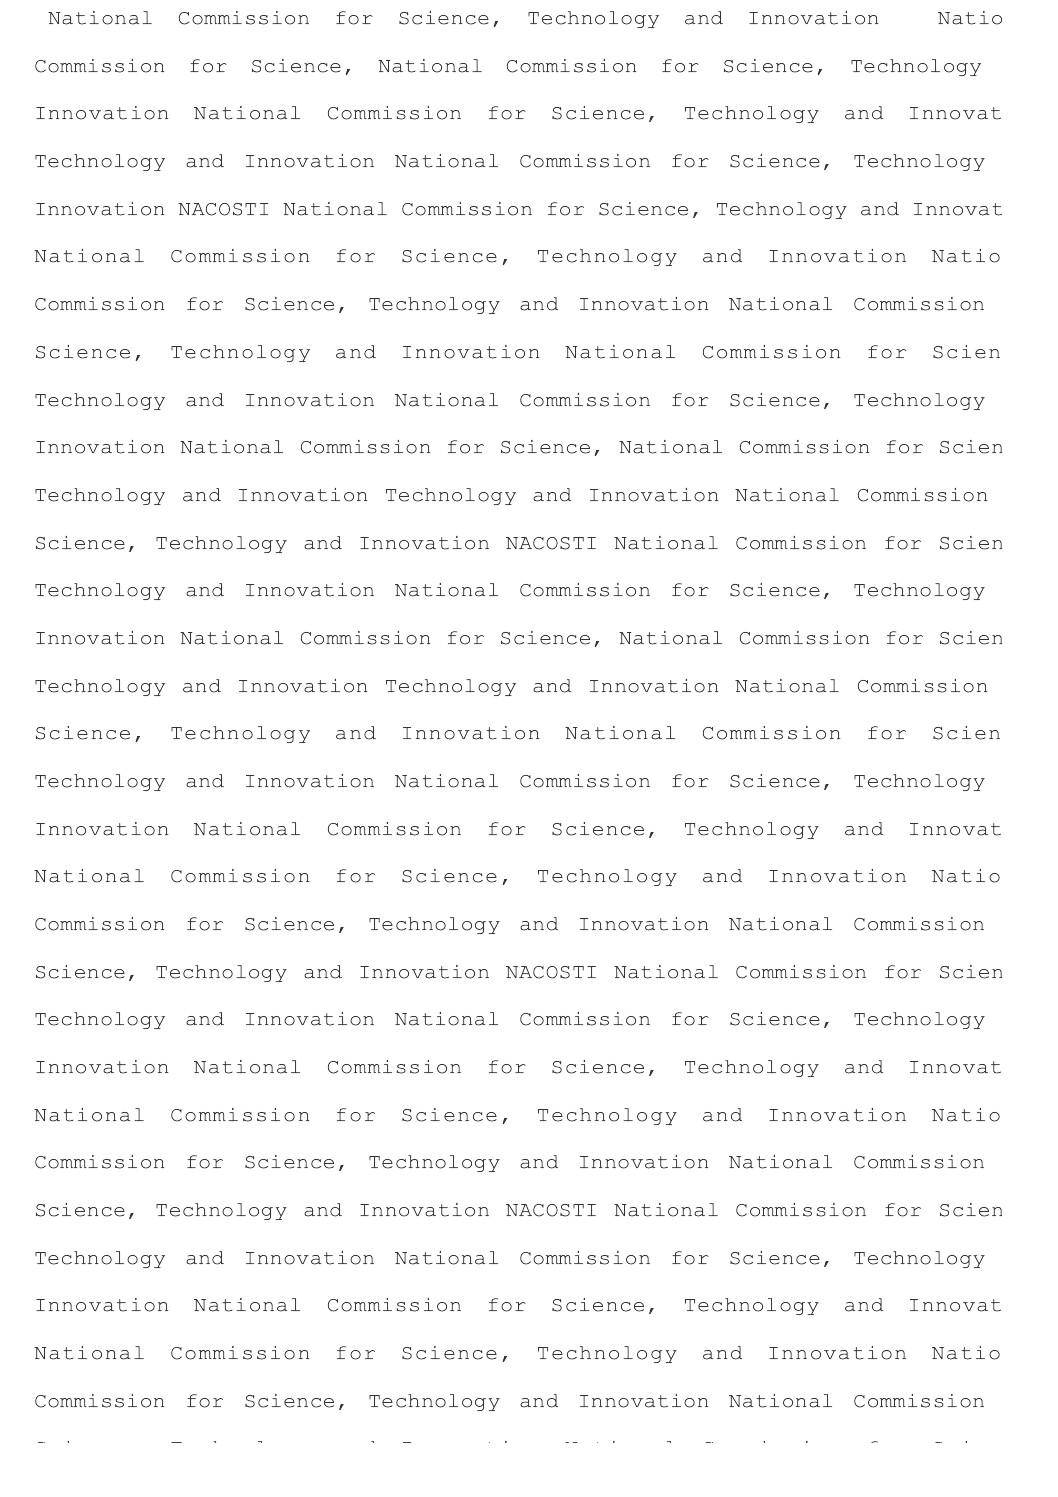 National Commission for Science, Technology and Innovation Natio
Commission for Science, National Commission for Science, Technology
Innovation National Commission for Science, Technology and Innovat
Technology and Innovation National Commission for Science, Technology
Innovation NACOSTI National Commission for Science, Technology and Innovat
National Commission for Science, Technology and Innovation Natio
Commission for Science, Technology and Innovation National Commission
Science, Technology and Innovation National Commission for Scien
Technology and Innovation National Commission for Science, Technology
Innovation National Commission for Science, National Commission for Scien
Technology and Innovation Technology and Innovation National Commission
Science, Technology and Innovation NACOSTI National Commission for Scien
Technology and Innovation National Commission for Science, Technology
Innovation National Commission for Science, National Commission for Scien
Technology and Innovation Technology and Innovation National Commission
Science, Technology and Innovation National Commission for Scien
Technology and Innovation National Commission for Science, Technology
Innovation National Commission for Science, Technology and Innovat
National Commission for Science, Technology and Innovation Natio
Commission for Science, Technology and Innovation National Commission
Science, Technology and Innovation NACOSTI National Commission for Scien
Technology and Innovation National Commission for Science, Technology
Innovation National Commission for Science, Technology and Innovat
National Commission for Science, Technology and Innovation Natio
Commission for Science, Technology and Innovation National Commission
Science, Technology and Innovation NACOSTI National Commission for Scien
Technology and Innovation National Commission for Science, Technology
Innovation National Commission for Science, Technology and Innovat
National Commission for Science, Technology and Innovation Natio
Commission for Science, Technology and Innovation National Commission